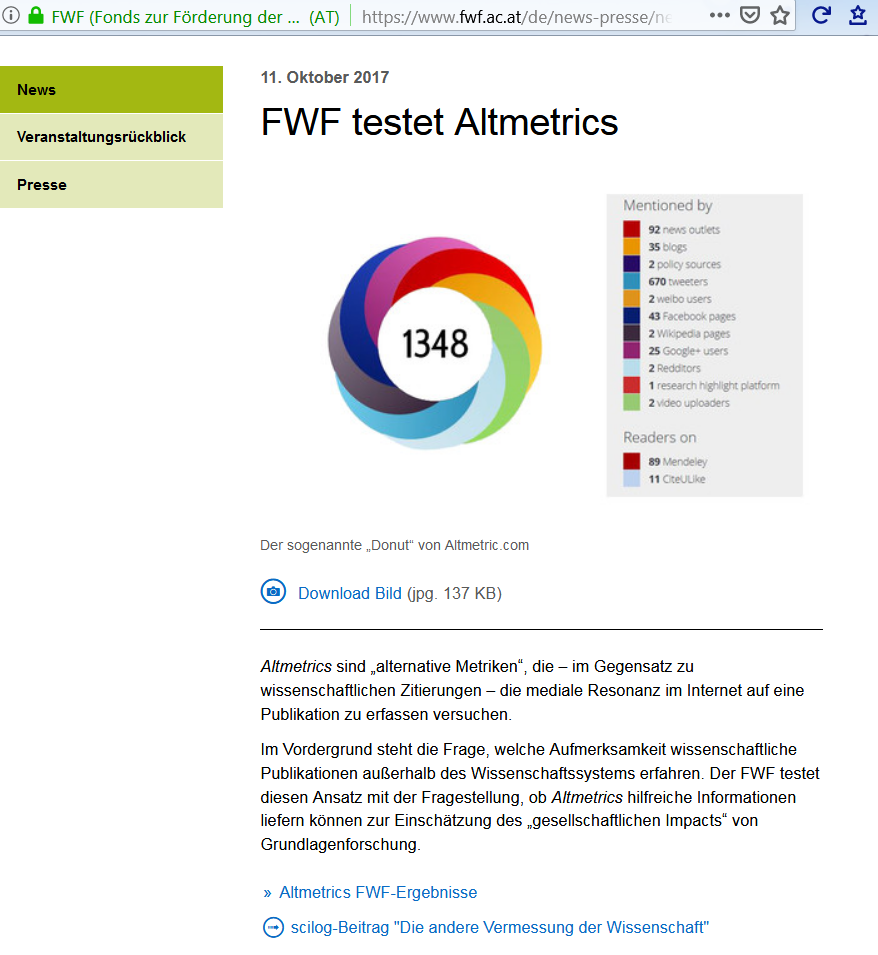 FWF (Fonds zur Förderung der ... (AT) https://www.fwf.ac.at/de/news-presse/ne
News
Veranstaltungsrückblick
Presse
11. Oktober 2017
FWF testet Altmetrics
1348
Mentioned by
92 news outlets
35 blogs
2 policy sources
670 tweeters
2 weibo users
43 Facebook pages
2 Wikipedia pages
25 Google+ users
2 Redditors
1 research highlight platform
2 video uploaders
Readers on
89 Mendeley
11 CiteULike
Der sogenannte „Donut“ von Altmetric.com
Download Bild (jpg. 137 KB)
Altmetrics sind „alternative Metriken“, die – im Gegensatz zu
wissenschaftlichen Zitierungen – die mediale Resonanz im Internet auf eine
Publikation zu erfassen versuchen.
Im Vordergrund steht die Frage, welche Aufmerksamkeit wissenschaftliche
Publikationen außerhalb des Wissenschaftssystems erfahren. Der FWF testet
diesen Ansatz mit der Fragestellung, ob Altmetrics hilfreiche Informationen
liefern können zur Einschätzung des „gesellschaftlichen Impacts“ von
Grundlagenforschung.
» Altmetrics FWF-Ergebnisse
scilog-Beitrag "Die andere Vermessung der Wissenschaft"